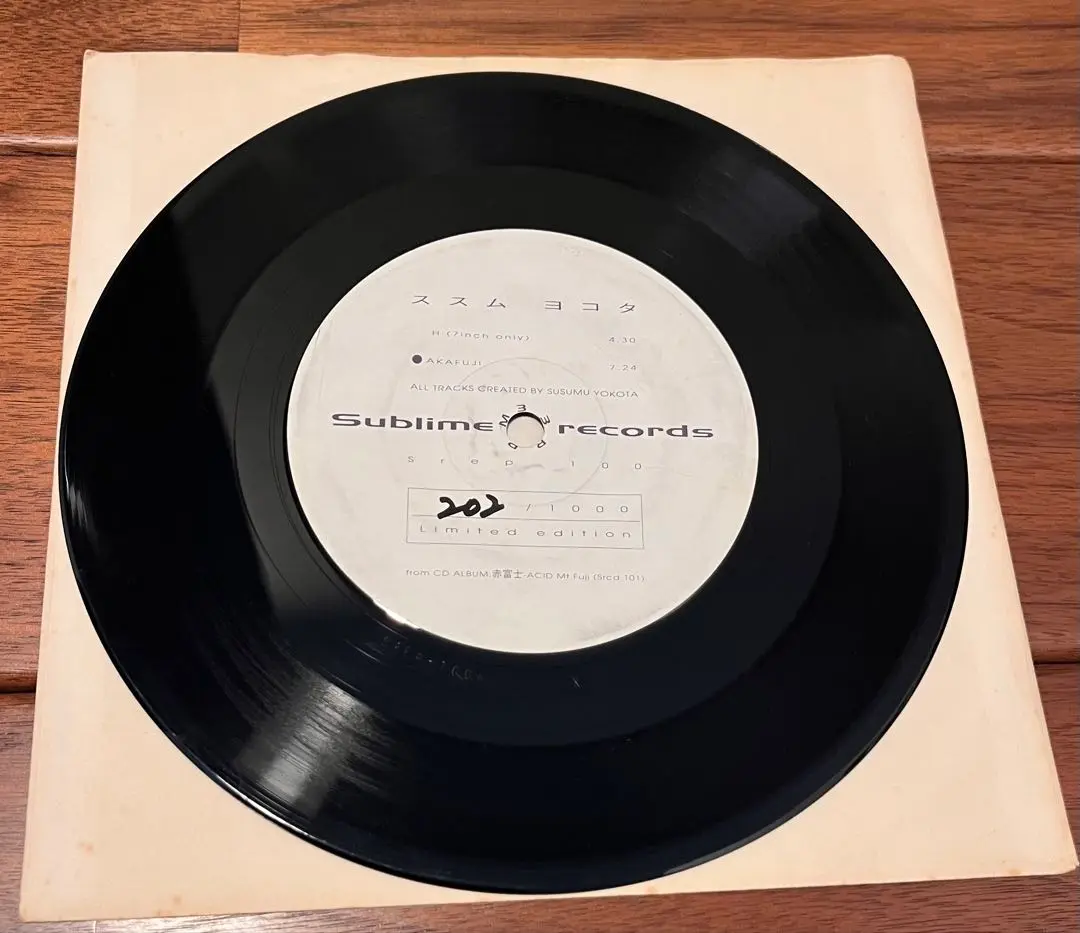 ススム ヨコタ
H (7inch only) 4.30
●AKAFUJI 7.24
ALL TRACKS CREATED BY SUSUMU YOKOTA
Sublime records
Srep 100
202 / 1000
Limited edition
from CD ALBUM:赤富士-ACID Mt Fuji (Srcd 101)